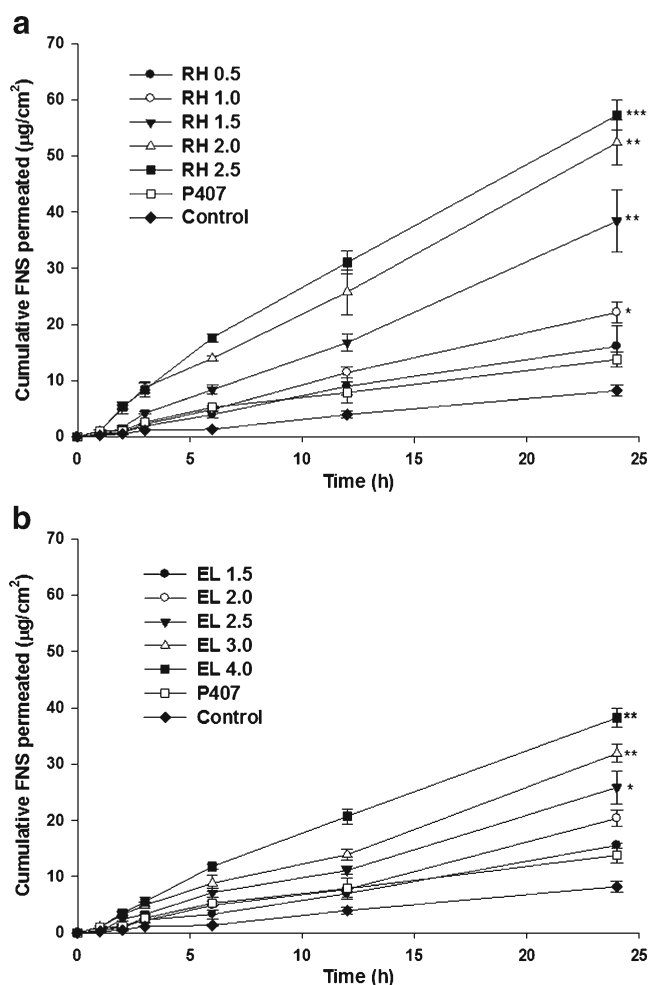 a
70
60
50
40
30
20
10
0
Cumulative FNS permeated (µg/cm²)
RH 0.5
RH 1.0
RH 1.5
RH 2.0
RH 2.5
P407
Control
***
**
**
*
0 5 10 15 20 25
Time (h)
b
70
60
50
40
30
20
10
0
Cumulative FNS permeated (µg/cm²)
EL 1.5
EL 2.0
EL 2.5
EL 3.0
EL 4.0
P407
Control
**
**
*
0 5 10 15 20 25
Time (h)